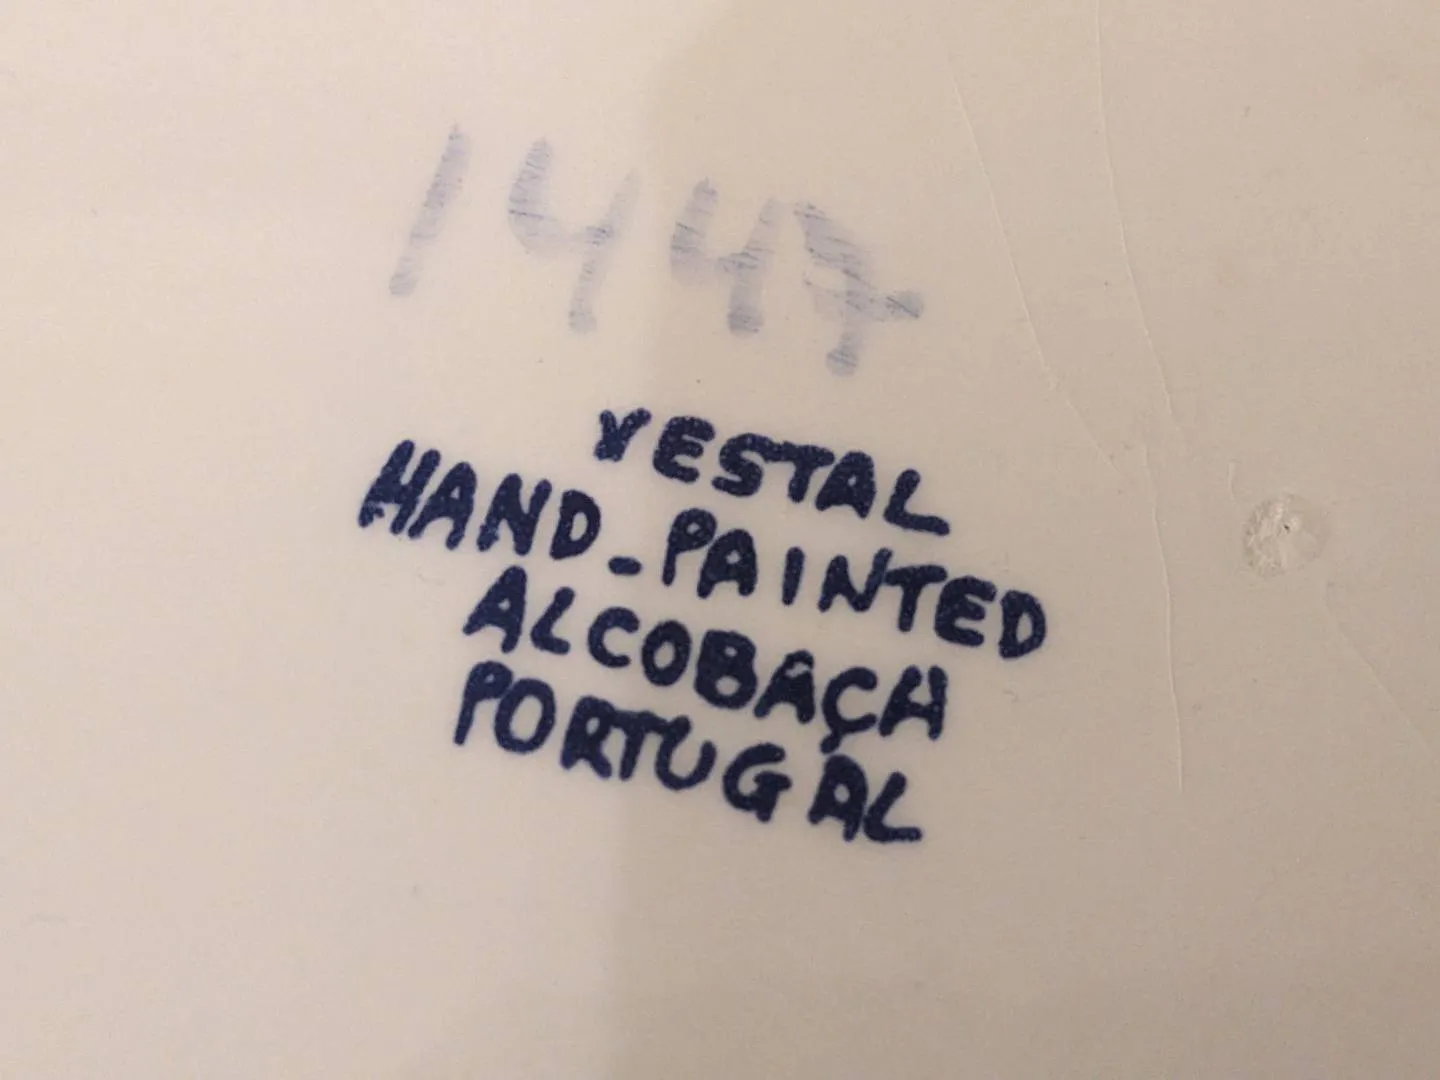 1447
VESTAL
HAND-PAINTED
ALCOBAÇA
PORTUGAL